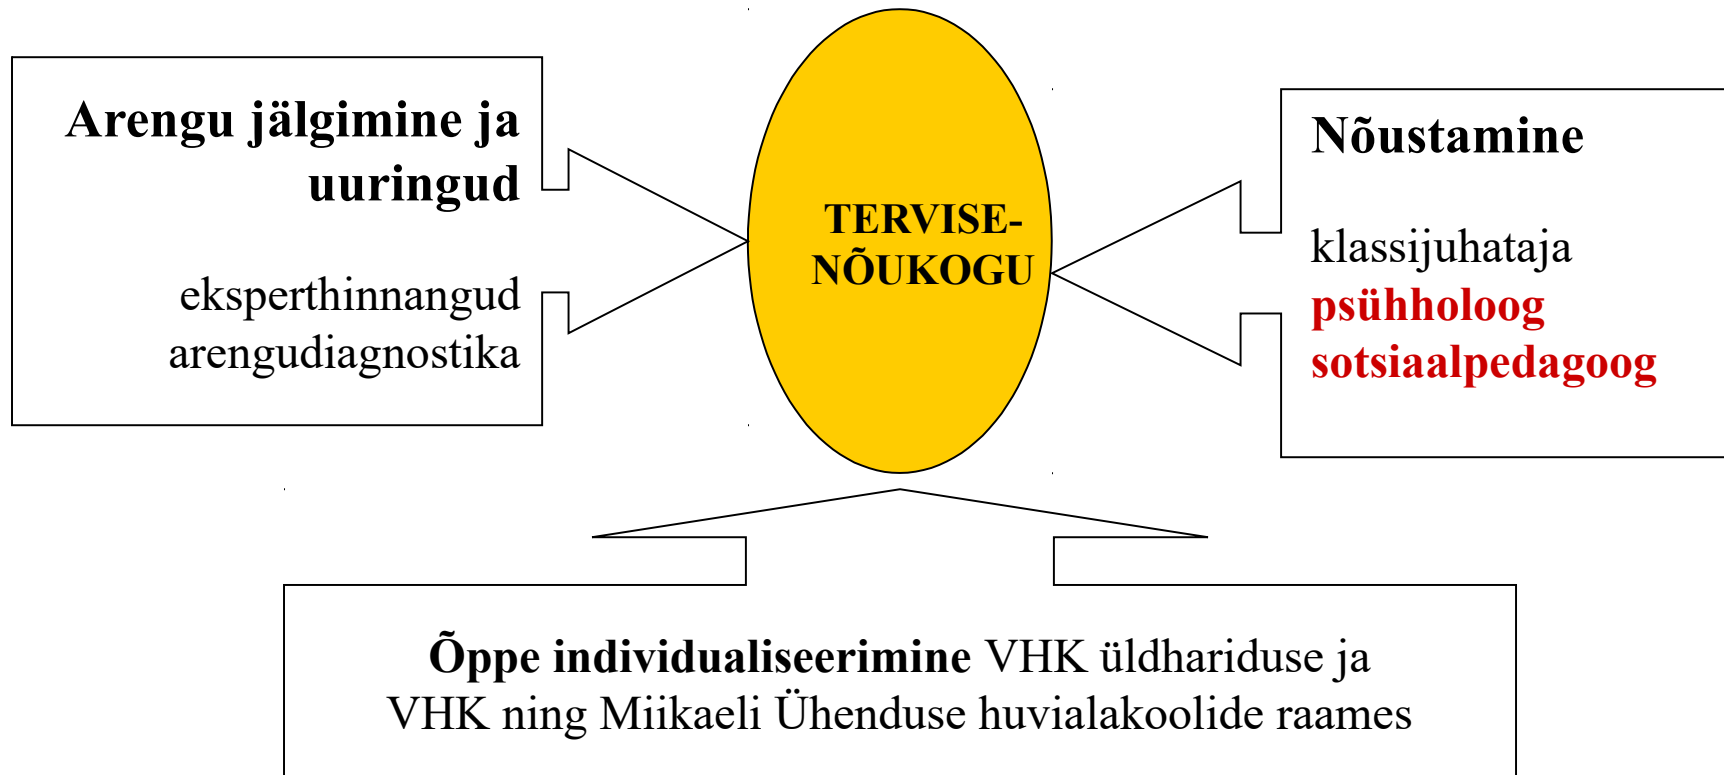 Arengu jälgimine ja
uuringud
eksperthinnangud
arengudiagnostika
TERVISE-
NÕUKOGU
Nõustamine
klassijuhataja
psühholoog
sotsiaalpedagoog
Õppe individualiseerimine VHK üldhariduse ja
VHK ning Miikaeli Ühenduse huvialakoolide raames